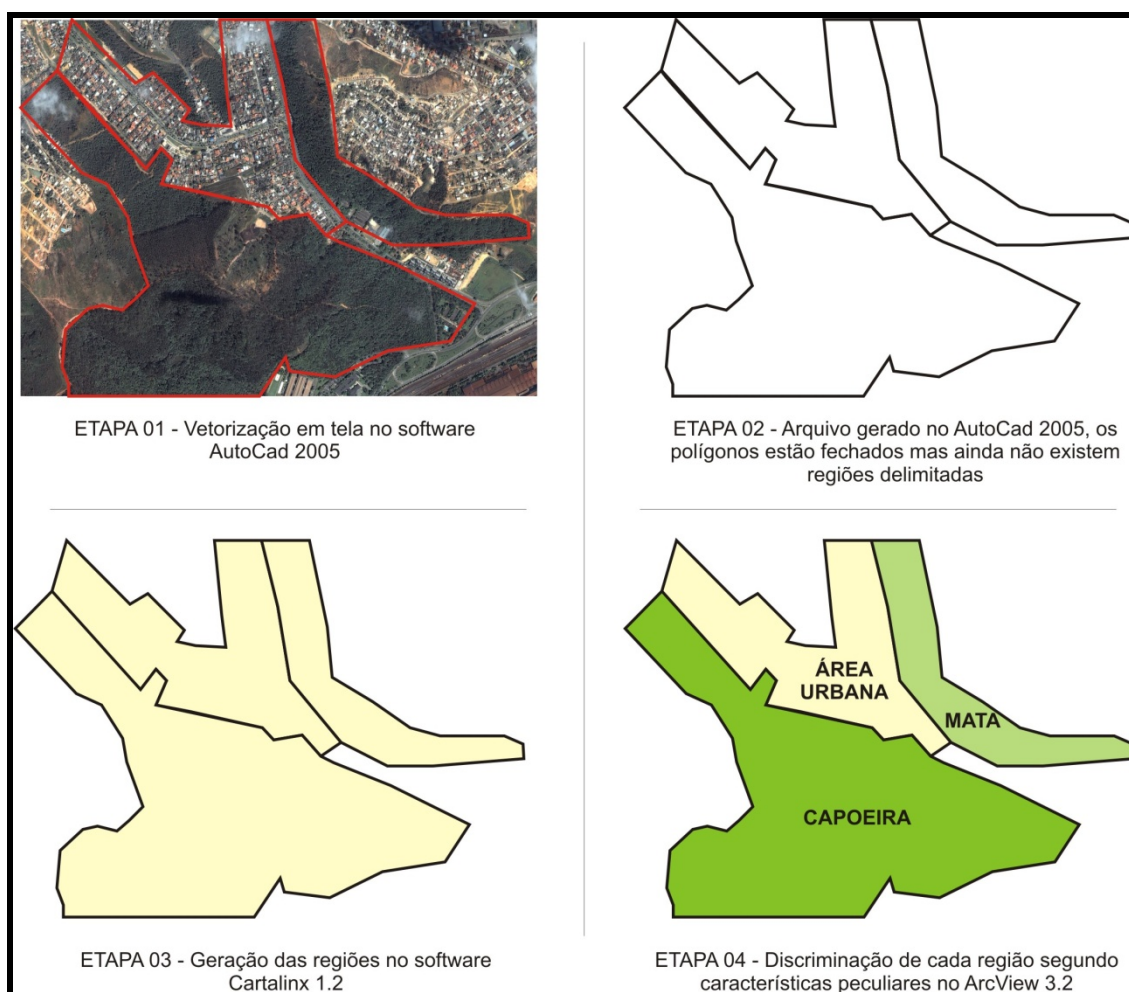 ETAPA 01 - Vetorização em tela no software
AutoCad 2005
ETAPA 02 - Arquivo gerado no AutoCad 2005, os
polígonos estão fechados mas ainda não existem
regiões delimitadas
ETAPA 03 - Geração das regiões no software
Cartalinx 1.2
ÁREA
URBANA
MATA
CAPOEIRA
ETAPA 04 - Discriminação de cada região segundo
características peculiares no ArcView 3.2